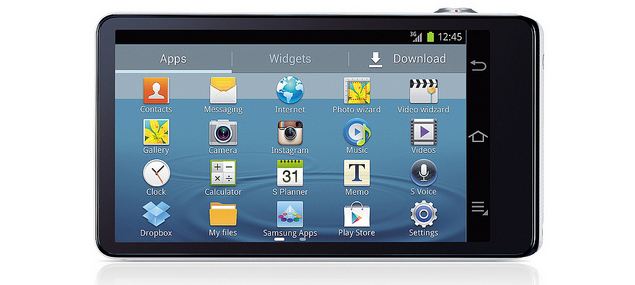 3G 12:45
Apps Widgets Download
Contacts Messaging Internet Photo wizard Video widzard
Gallery Camera Instagram Music Videos
31
Clock Calculator S Planner Memo S Voice
Dropbox My files Samsung Apps Play Store Settings